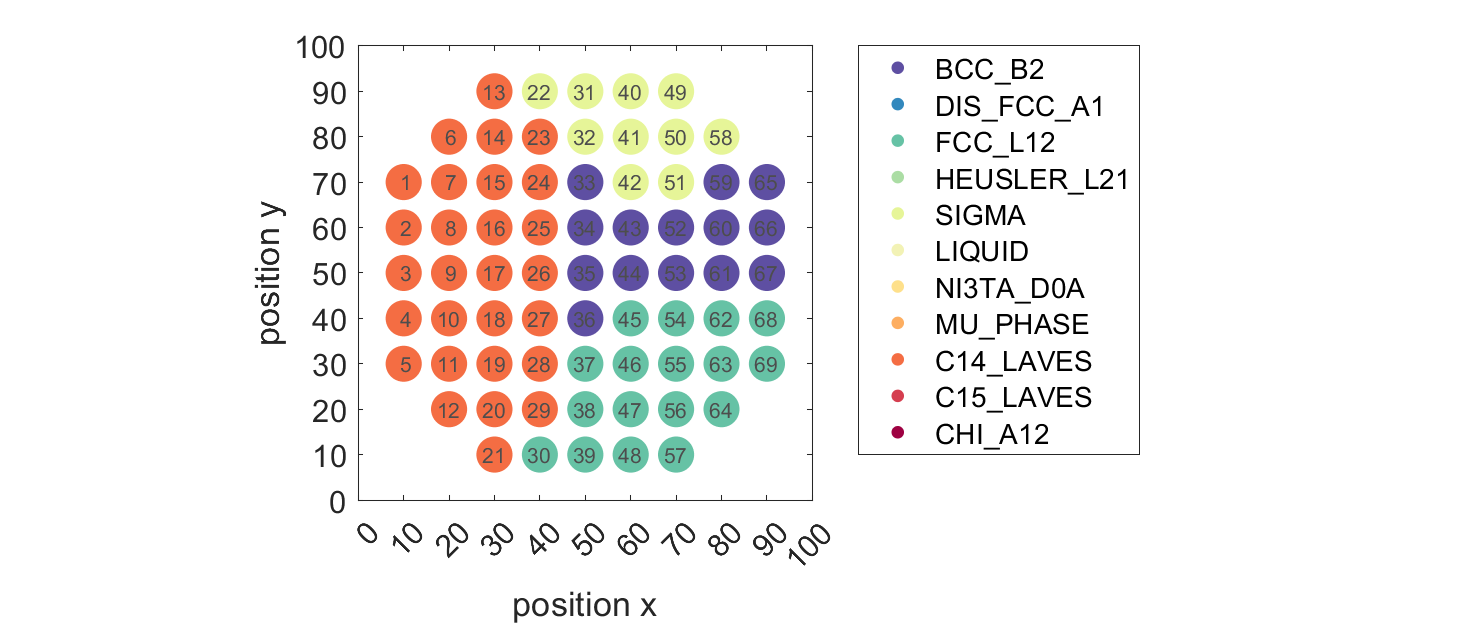 100
90
80
70
60
50
40
30
20
10
0
position y
13 22 31 40 49
6 14 23 32 41 50 58
1 7 15 24 33 42 51 59 65
2 8 16 25 34 43 52 60 66
3 9 17 26 35 44 53 61 67
4 10 18 27 36 45 54 62 68
5 11 19 28 37 46 55 63 69
12 20 29 38 47 56 64
21 30 39 48 57
0 10 20 30 40 50 60 70 80 90 100
position x
BCC_B2
DIS_FCC_A1
FCC_L12
HEUSLER_L21
SIGMA
LIQUID
NI3TA_D0A
MU_PHASE
C14_LAVES
C15_LAVES
CHI_A12